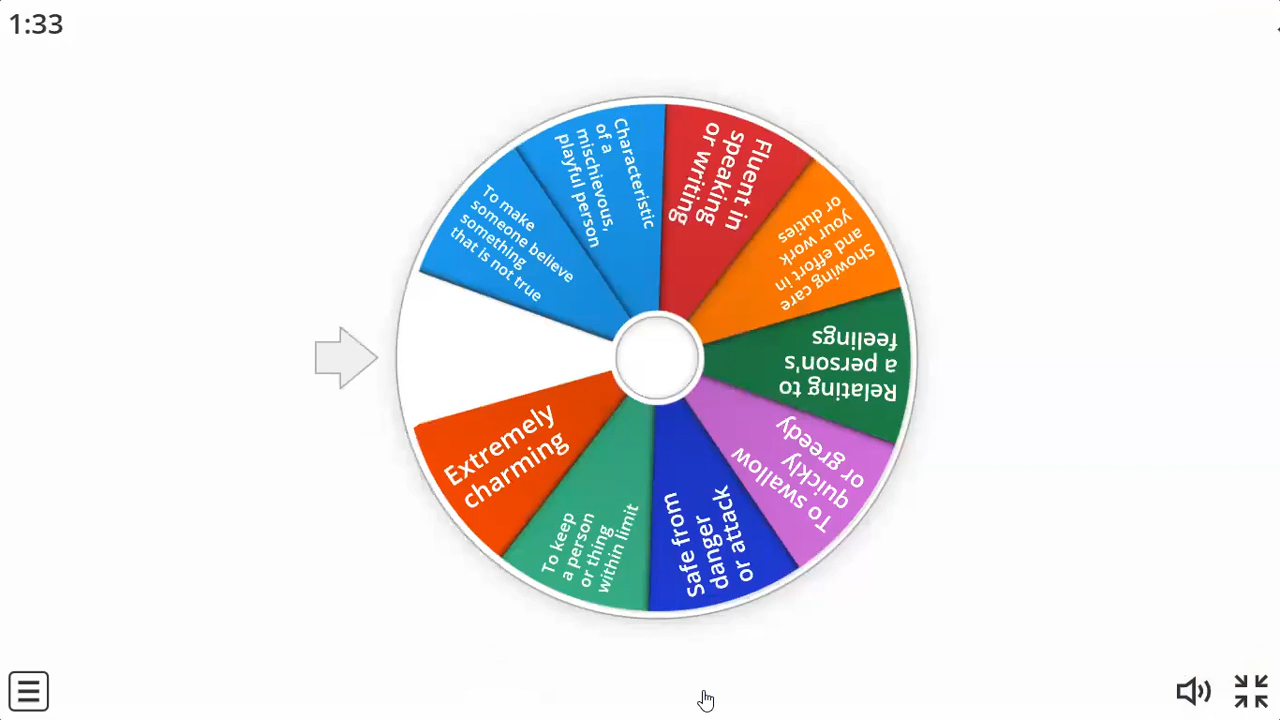 1:33
Characteristic
of a
mischievous,
playful person
Fluent in
speaking
or writing
Showing care
and effort in
your work
or duties
Relating to
a person's
feelings
To swallow
quickly
or greedy
Safe from
danger
or attack
To keep
a person
or thing
within limit
Extremely
charming
To make
someone believe
something
that is not true